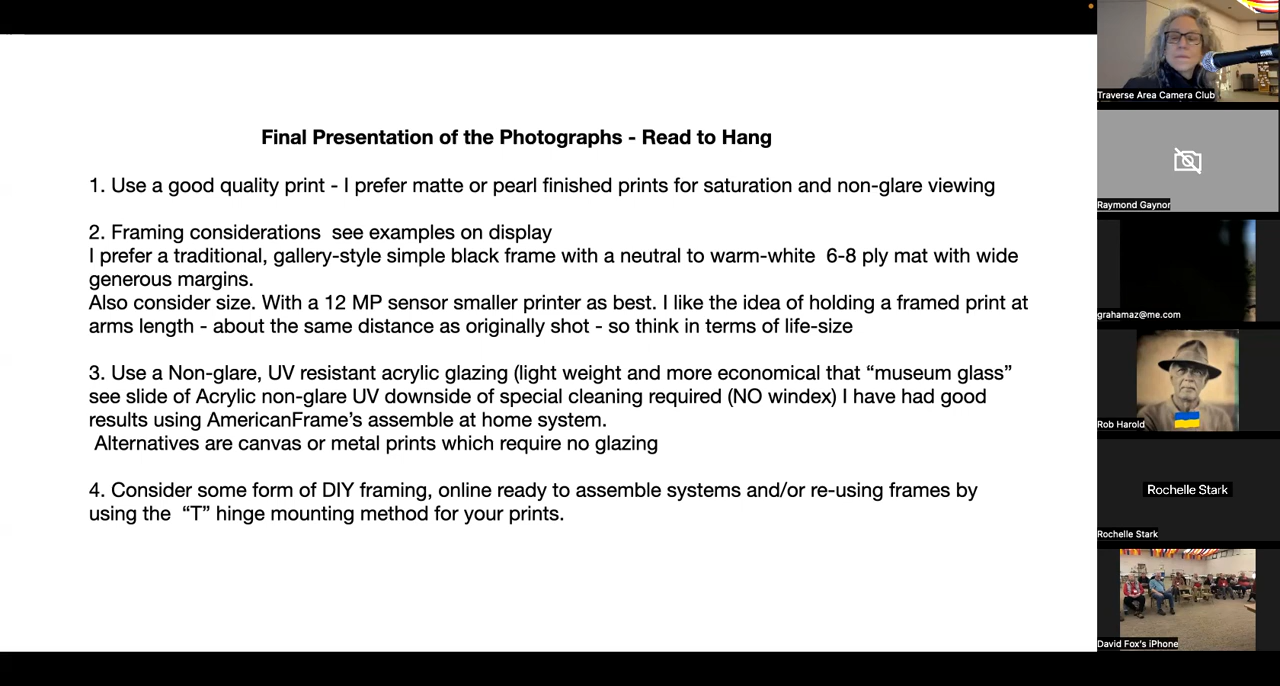 Final Presentation of the Photographs - Read to Hang
1. Use a good quality print - I prefer matte or pearl finished prints for saturation and non-glare viewing
2. Framing considerations  see examples on display
I prefer a traditional, gallery-style simple black frame with a neutral to warm-white  6-8 ply mat with wide
generous margins.
Also consider size. With a 12 MP sensor smaller printer as best. I like the idea of holding a framed print at
arms length - about the same distance as originally shot - so think in terms of life-size
3. Use a Non-glare, UV resistant acrylic glazing (light weight and more economical that “museum glass”
see slide of Acrylic non-glare UV downside of special cleaning required (NO windex) I have had good
results using AmericanFrame’s assemble at home system.
Alternatives are canvas or metal prints which require no glazing
4. Consider some form of DIY framing, online ready to assemble systems and/or re-using frames by
using the  “T” hinge mounting method for your prints.
Traverse Area Camera Club
Raymond Gaynor
grahamaz@me.com
Rob Harold
Rochelle Stark
Rochelle Stark
David Fox's iPhone